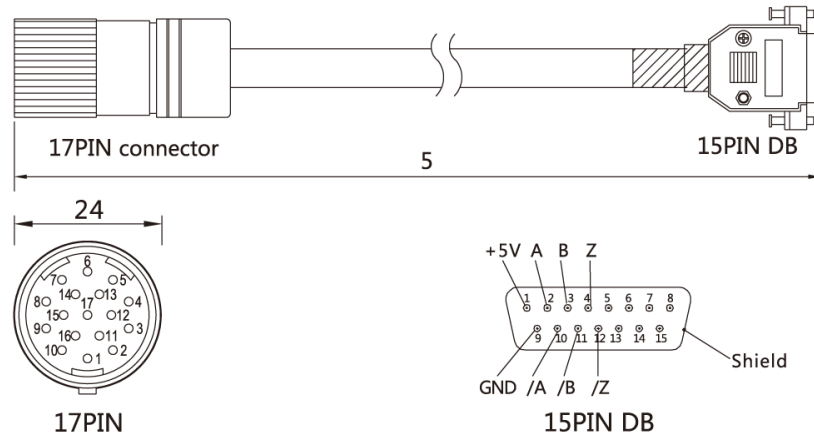 17PIN connector
15PIN DB
5
24
6
7 5
14 13
8 17 4
15 12
9 3
16 11
10 2
1
17PIN
+5V A B Z
1 2 3 4 5 6 7 8
9 10 11 12 13 14 15
Shield
GND /A /B /Z
15PIN DB